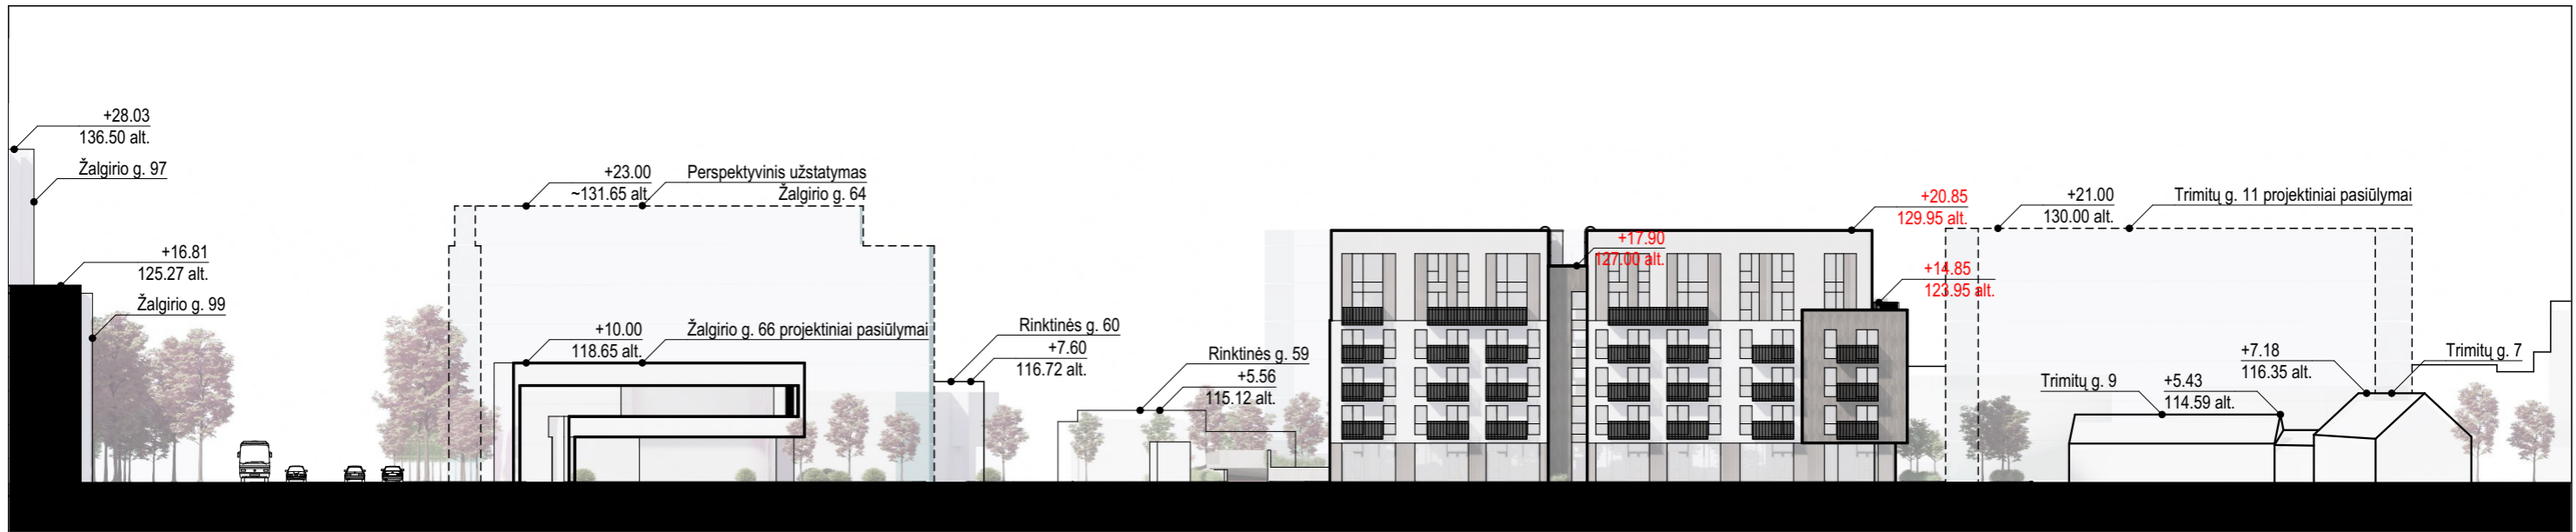 +28.03
136.50 alt.
Žalgirio g. 97
+16.81
125.27 alt.
Žalgirio g. 99
+23.00
~131.65 alt.
Perspektyvinis užstatymas
Žalgirio g. 64
+10.00
118.65 alt.
Žalgirio g. 66 projektiniai pasiūlymai
Rinktinės g. 60
+7.60
116.72 alt.
Rinktinės g. 59
+5.56
115.12 alt.
+17.90
127.00 alt.
+20.85
129.95 alt.
+14.85
123.95 alt.
+21.00
130.00 alt.
Trimitų g. 11 projektiniai pasiūlymai
Trimitų g. 9
+5.43
114.59 alt.
+7.18
116.35 alt.
Trimitų g. 7